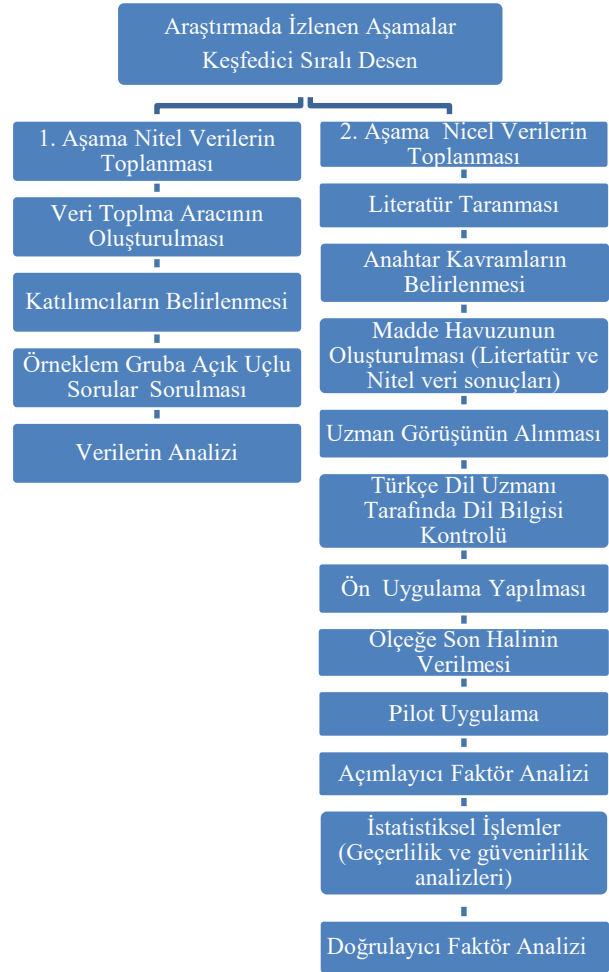 Araştırmada İzlenen Aşamalar
Keşfedici Sıralı Desen
1. Aşama Nitel Verilerin
Toplanması
Veri Toplma Aracının
Oluşturulması
Katılımcıların Belirlenmesi
Örneklem Gruba Açık Uçlu
Sorular Sorulması
Verilerin Analizi
2. Aşama Nicel Verilerin
Toplanması
Literatür Taranması
Anahtar Kavramların
Belirlenmesi
Madde Havuzunun
Oluşturulması (Litertatür ve
Nitel veri sonuçları)
Uzman Görüşünün Alınması
Türkçe Dil Uzmanı
Tarafında Dil Bilgisi
Kontrolü
Ön Uygulama Yapılması
Ölçeğe Son Halinin
Verilmesi
Pilot Uygulama
Açımlayıcı Faktör Analizi
İstatistiksel İşlemler
(Geçerlilik ve güvenirlilik
analizleri)
Doğrulayıcı Faktör Analizi